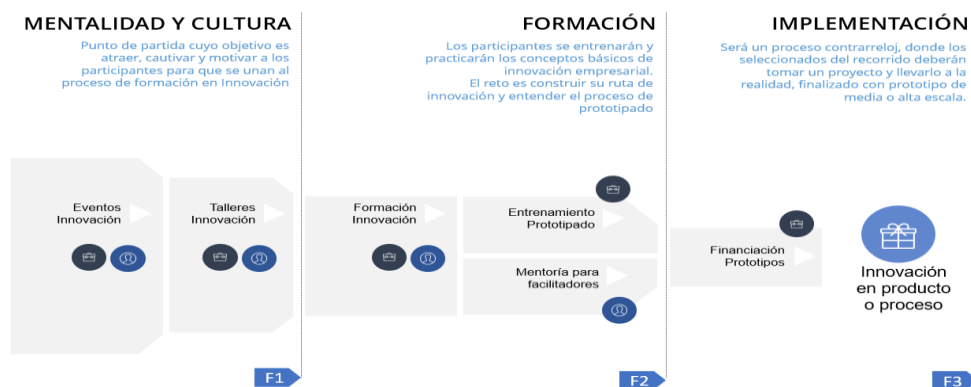 MENTALIDAD Y CULTURA
Punto de partida cuyo objetivo es
atraer, cautivar y motivar a los
participantes para que se unan al
proceso de formación en Innovación
Eventos
Innovación
Talleres
Innovación
F1
FORMACIÓN
Los participantes se entrenarán y
practicarán los conceptos básicos de
innovación empresarial.
El reto es construir su ruta de
innovación y entender el proceso de
prototipado
Formación
Innovación
Entrenamiento
Prototipado
Mentoría para
facilitadores
F2
IMPLEMENTACIÓN
Será un proceso contrarreloj, donde los
seleccionados del recorrido deberán
tomar un proyecto y llevarlo a la
realidad, finalizado con prototipo de
media o alta escala.
Financiación
Prototipos
Innovación
en producto
o proceso
F3